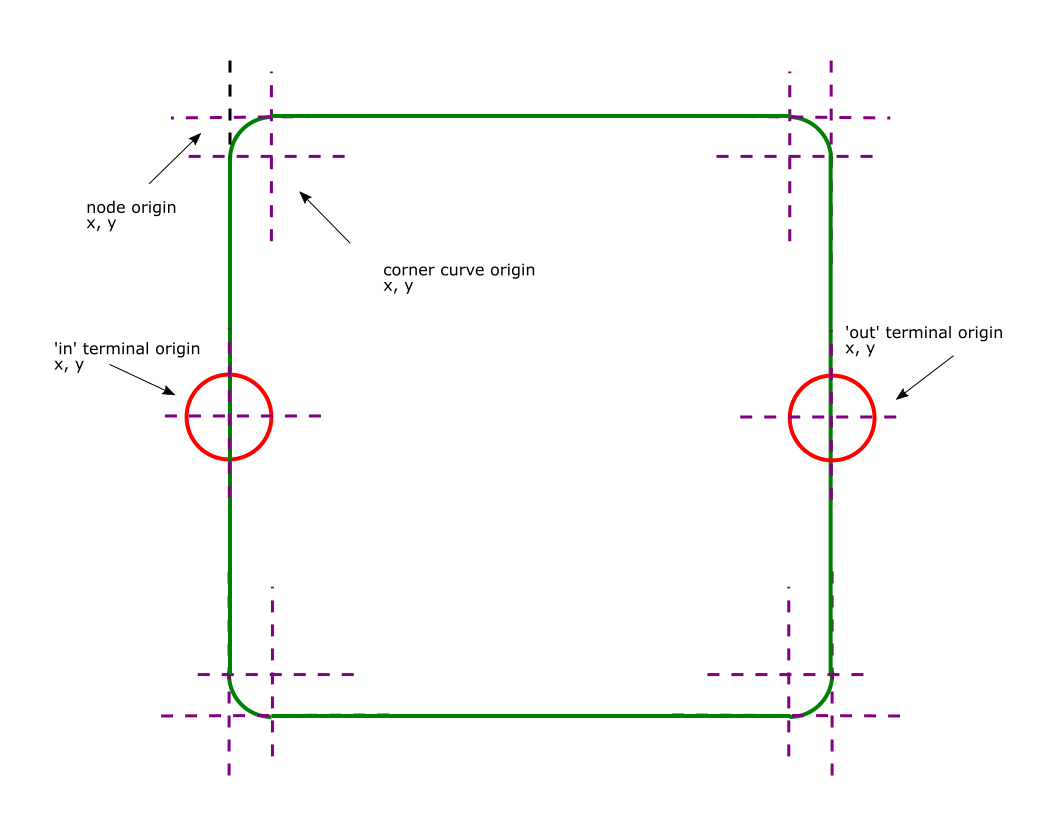 node origin
x, y
corner curve origin
x, y
'in' terminal origin
x, y
'out' terminal origin
x, y